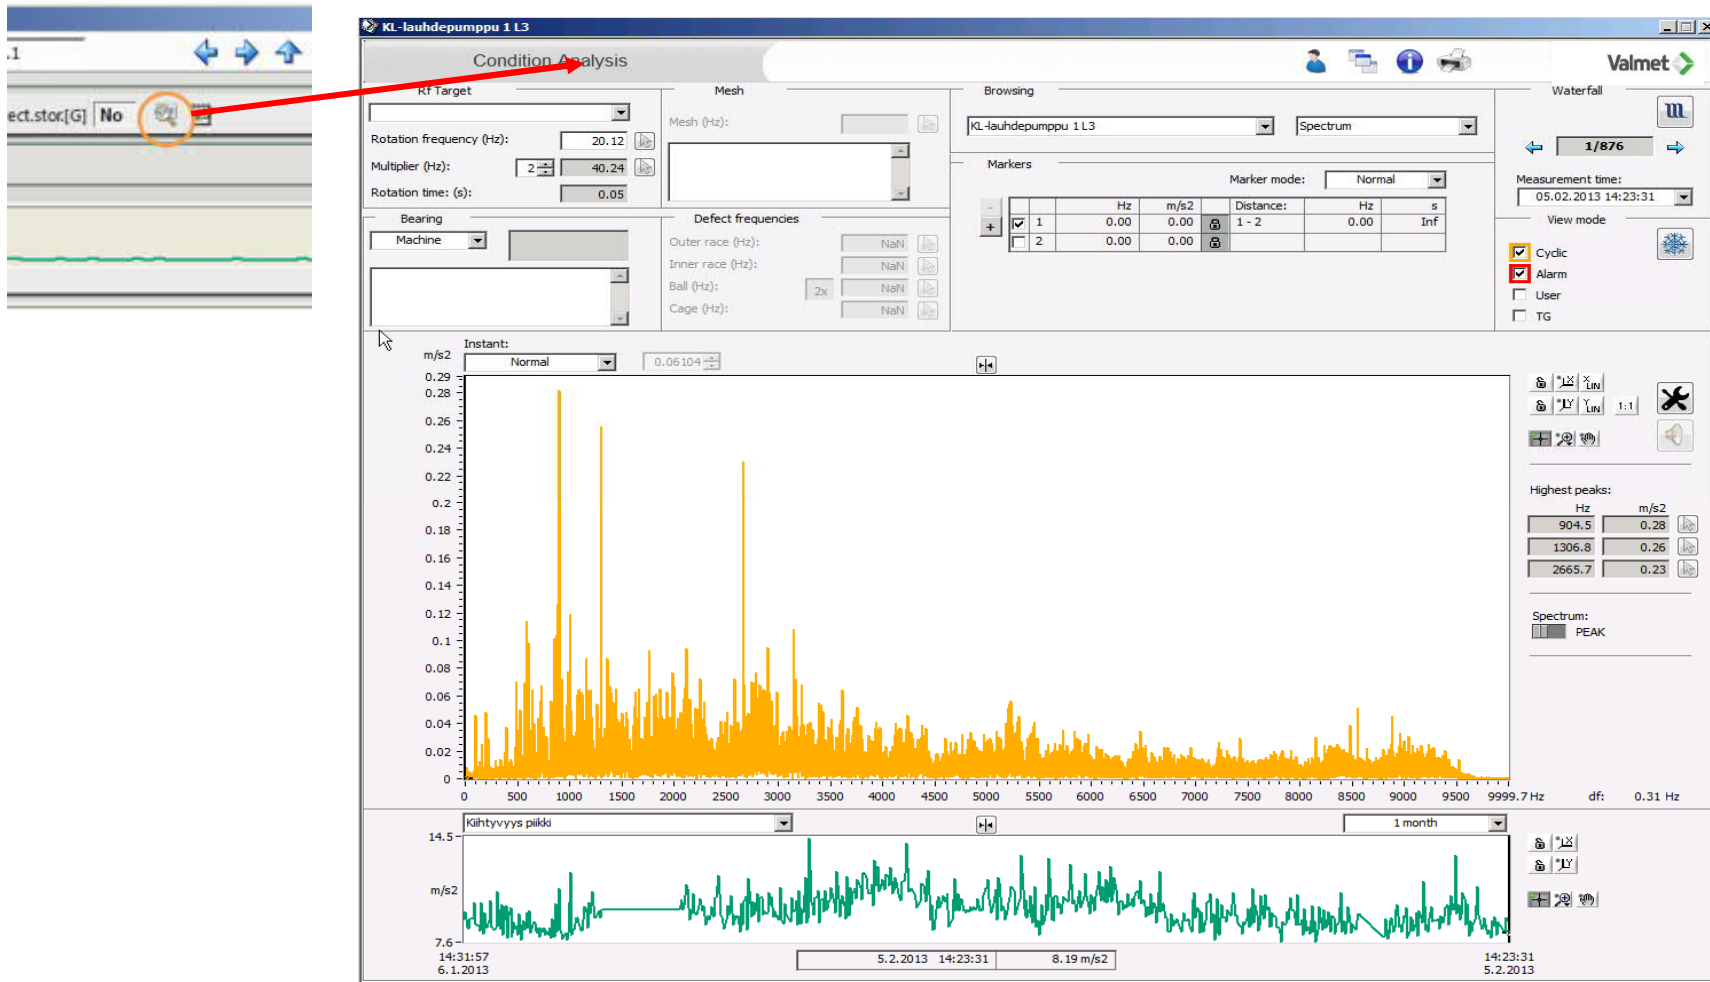 .1
ect.stor.[G] No
KL-lauhdepumppu 1 L3
Condition Analysis
Valmet
Rf Target
Rotation frequency (Hz): 20.12
Multiplier (Hz): 2 40.24
Rotation time: (s): 0.05
Mesh
Mesh (Hz):
Browsing
KL-lauhdepumppu 1 L3 Spectrum
Markers
Marker mode: Normal
Hz m/s2 Distance: Hz s
1 0.00 0.00 1 - 2 0.00 Inf
2 0.00 0.00
Waterfall
1/876
Measurement time:
05.02.2013 14:23:31
View mode
Cyclic
Alarm
User
TG
Bearing
Machine
Defect frequencies
Outer race (Hz): NaN
Inner race (Hz): NaN
Ball (Hz): 2x NaN
Cage (Hz): NaN
Instant:
m/s2 Normal 0.06104
0.29
0.28
0.26
0.24
0.22
0.2
0.18
0.16
0.14
0.12
0.1
0.08
0.06
0.04
0.02
0
0 500 1000 1500 2000 2500 3000 3500 4000 4500 5000 5500 6000 6500 7000 7500 8000 8500 9000 9500 9999.7 Hz df: 0.31 Hz
X LIN
Y LIN 1:1
Highest peaks:
Hz m/s2
904.5 0.28
1306.8 0.26
2665.7 0.23
Spectrum:
PEAK
Kiihtyvyys piikki 1 month
14.5
m/s2
7.6
14:31:57
6.1.2013
5.2.2013 14:23:31 8.19 m/s2
14:23:31
5.2.2013